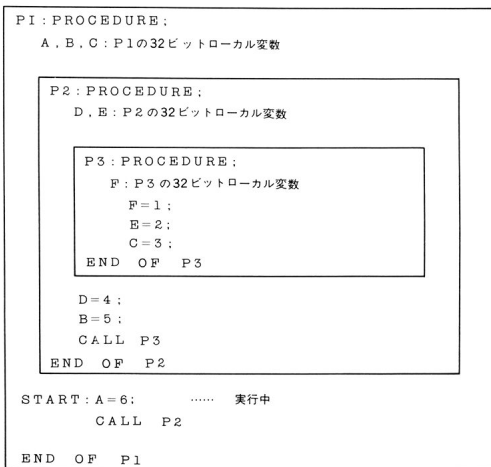 PI:PROCEDURE;
A,B,C:P1の32ビットローカル変数
P2:PROCEDURE;
D,E:P2の32ビットローカル変数
P3:PROCEDURE;
F:P3の32ビットローカル変数
F=1;
E=2;
C=3;
END OF P3
D=4;
B=5;
CALL P3
END OF P2
START:A=6; …… 実行中
CALL P2
END OF P1